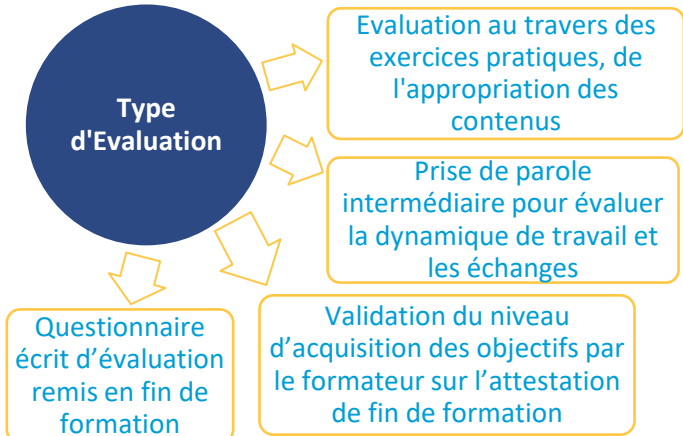 Type
d'Evaluation
Evaluation au travers des
exercices pratiques, de
l'appropriation des
contenus
Prise de parole
intermédiaire pour évaluer
la dynamique de travail et
les échanges
Validation du niveau
d’acquisition des objectifs par
le formateur sur l’attestation
de fin de formation
Questionnaire
écrit d’évaluation
remis en fin de
formation